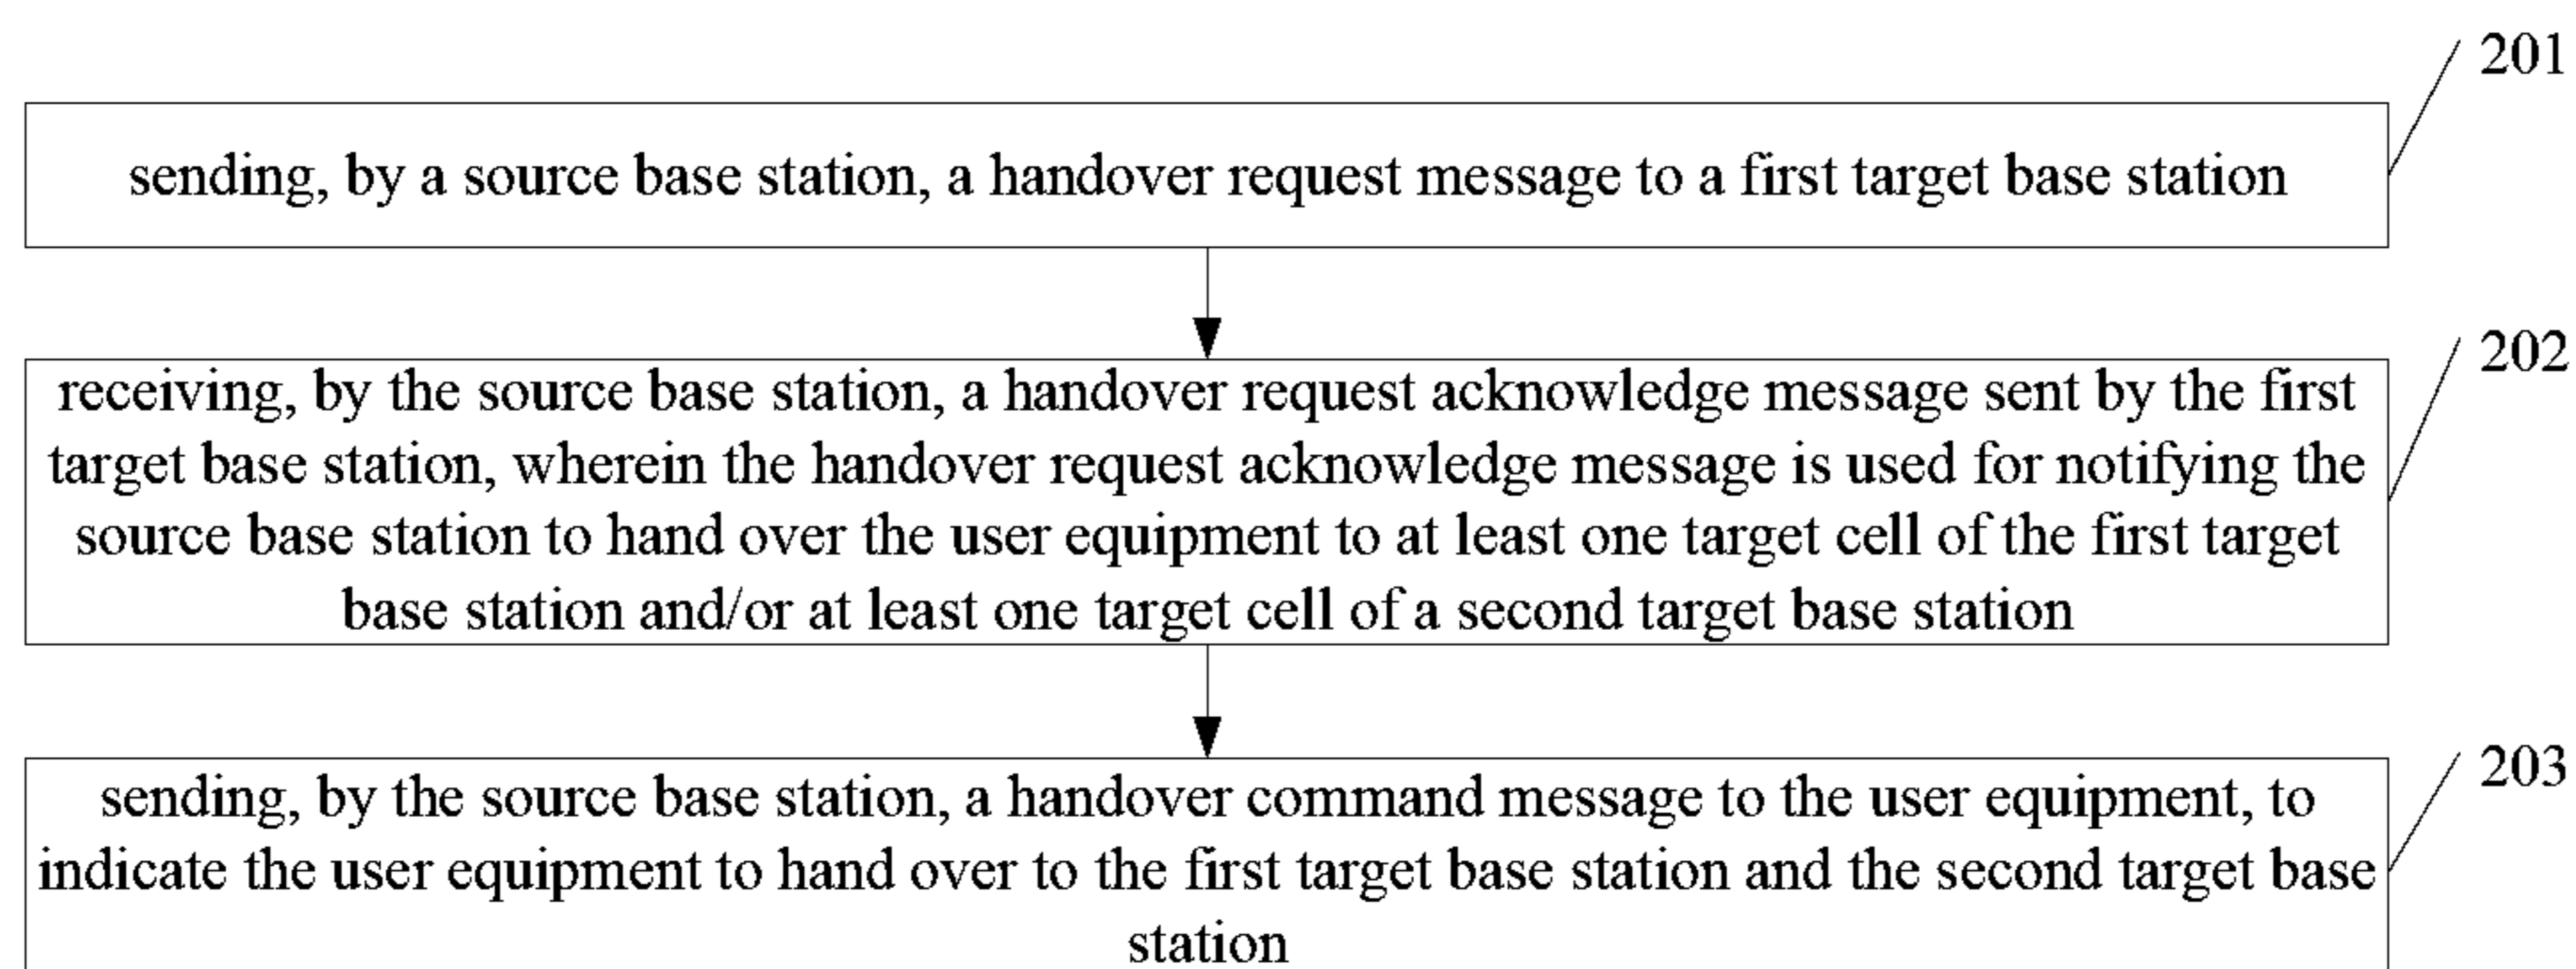 201
sending, by a source base station, a handover request message to a first target base station
202
receiving, by the source base station, a handover request acknowledge message sent by the first
target base station, wherein the handover request acknowledge message is used for notifying the
source base station to hand over the user equipment to at least one target cell of the first target
base station and/or at least one target cell of a second target base station
203
sending, by the source base station, a handover command message to the user equipment, to
indicate the user equipment to hand over to the first target base station and the second target base
station